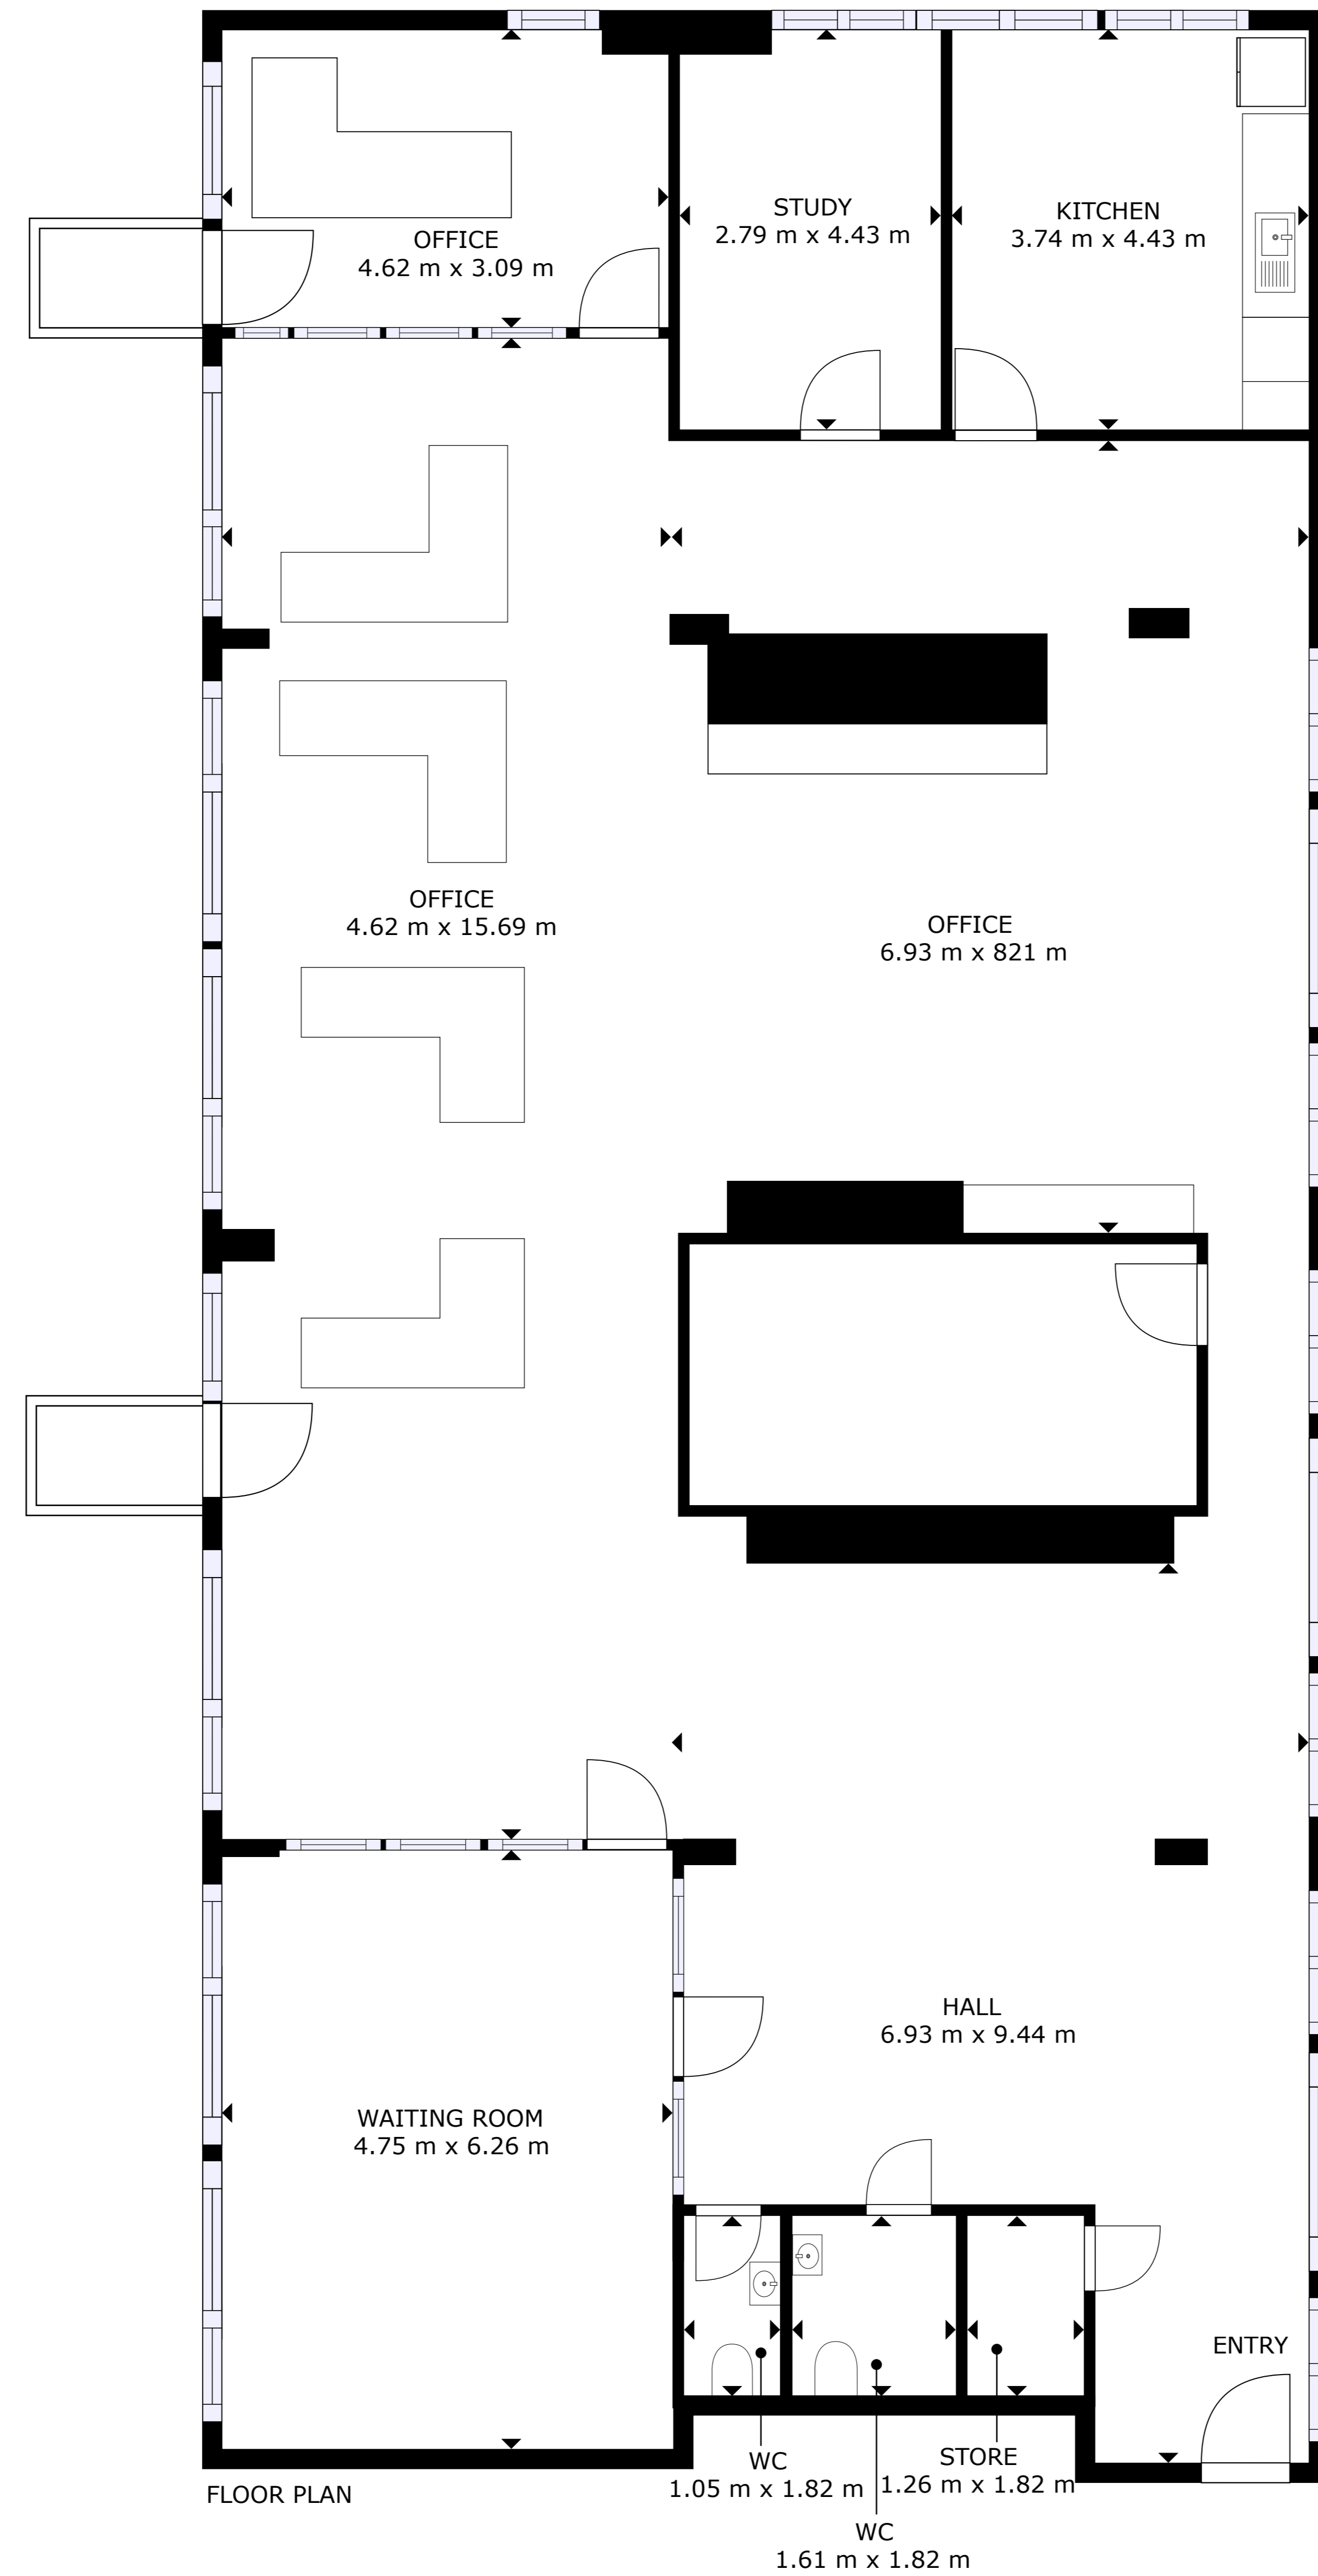 STUDY
2.79 m x 4.43 m
KITCHEN
3.74 m x 4.43 m
OFFICE
4.62 m x 3.09 m
OFFICE
4.62 m x 15.69 m
OFFICE
6.93 m x 821 m
HALL
6.93 m x 9.44 m
WAITING ROOM
4.75 m x 6.26 m
ENTRY
WC
1.05 m x 1.82 m
STORE
1.26 m x 1.82 m
FLOOR PLAN
WC
1.61 m x 1.82 m